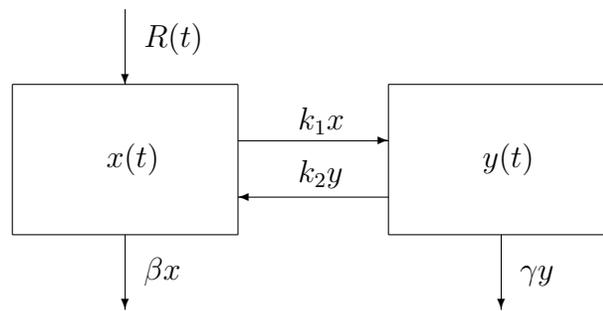 R(t)
x(t)
k₁x
k₂y
y(t)
βx
γy